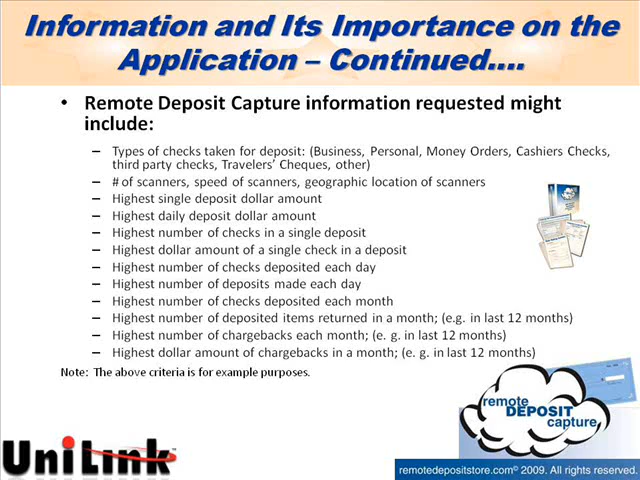 Information and Its Importance on the
Application – Continued….
• Remote Deposit Capture information requested might
include:
– Types of checks taken for deposit: (Business, Personal, Money Orders, Cashiers Checks,
third party checks, Travelers' Cheques, other)
– # of scanners, speed of scanners, geographic location of scanners
– Highest single deposit dollar amount
– Highest daily deposit dollar amount
– Highest number of checks in a single deposit
– Highest dollar amount of a single check in a deposit
– Highest number of checks deposited each day
– Highest number of deposits made each day
– Highest number of checks deposited each month
– Highest number of deposited items returned in a month; (e.g. in last 12 months)
– Highest number of chargebacks each month; (e. g. in last 12 months)
– Highest dollar amount of chargebacks in a month; (e. g. in last 12 months)
Note: The above criteria is for example purposes.
remote
DEPOSIT
capture
UniLink™
remotedepositstore.com© 2009. All rights reserved.